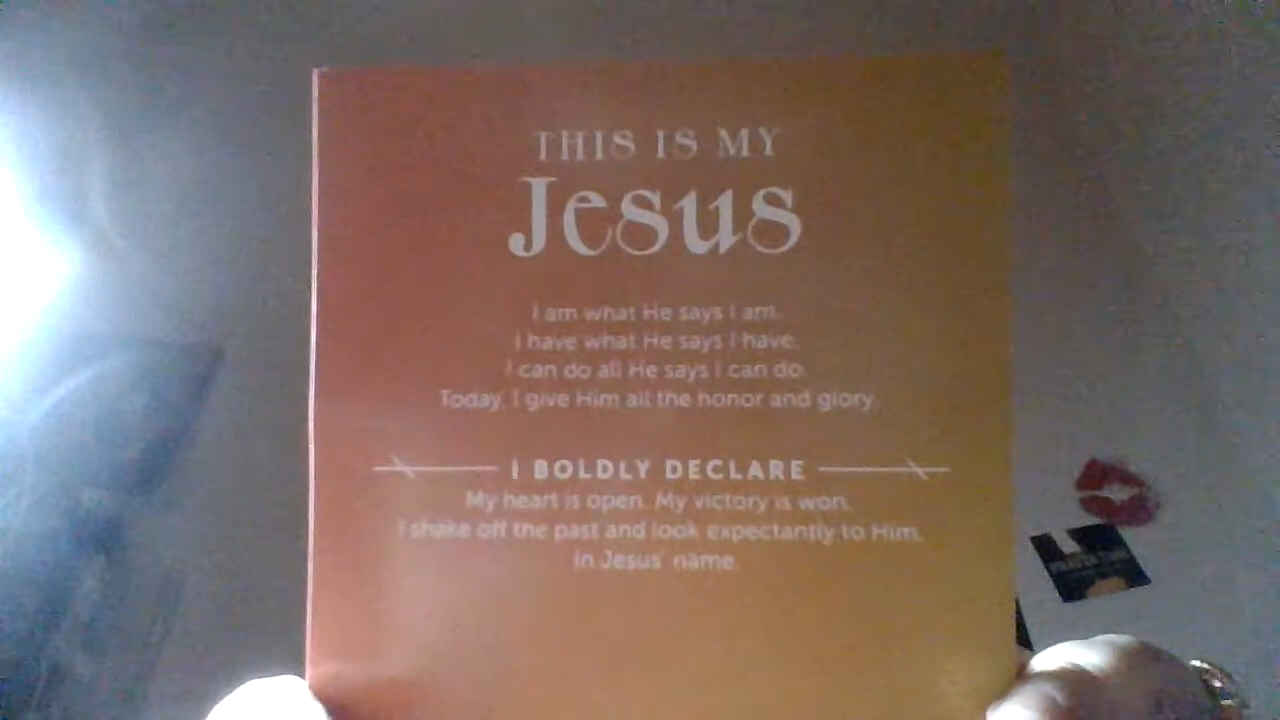 THIS IS MY
Jesus
I am what He says I am.
I have what He says I have.
I can do all He says I can do.
Today, I give Him all the honor and glory.
I BOLDLY DECLARE
My heart is open. My victory is won.
I shake off the past and look expectantly to Him,
In Jesus' name.